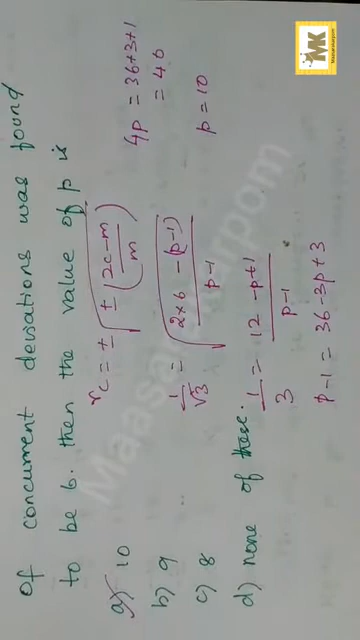 of concurrent deviations was found
to be 6. then the value of p is
a) 10
b) 9
c) 8
d) none of these.
rc = ± √±(2c-m/m)
1/√3 = √2×6 -(p-1)/p-1
1/3 = 12 -p+1/p-1
p-1 = 36-3p+3
4p = 36+3+1
= 40
p=10
MK
Maasanarpom